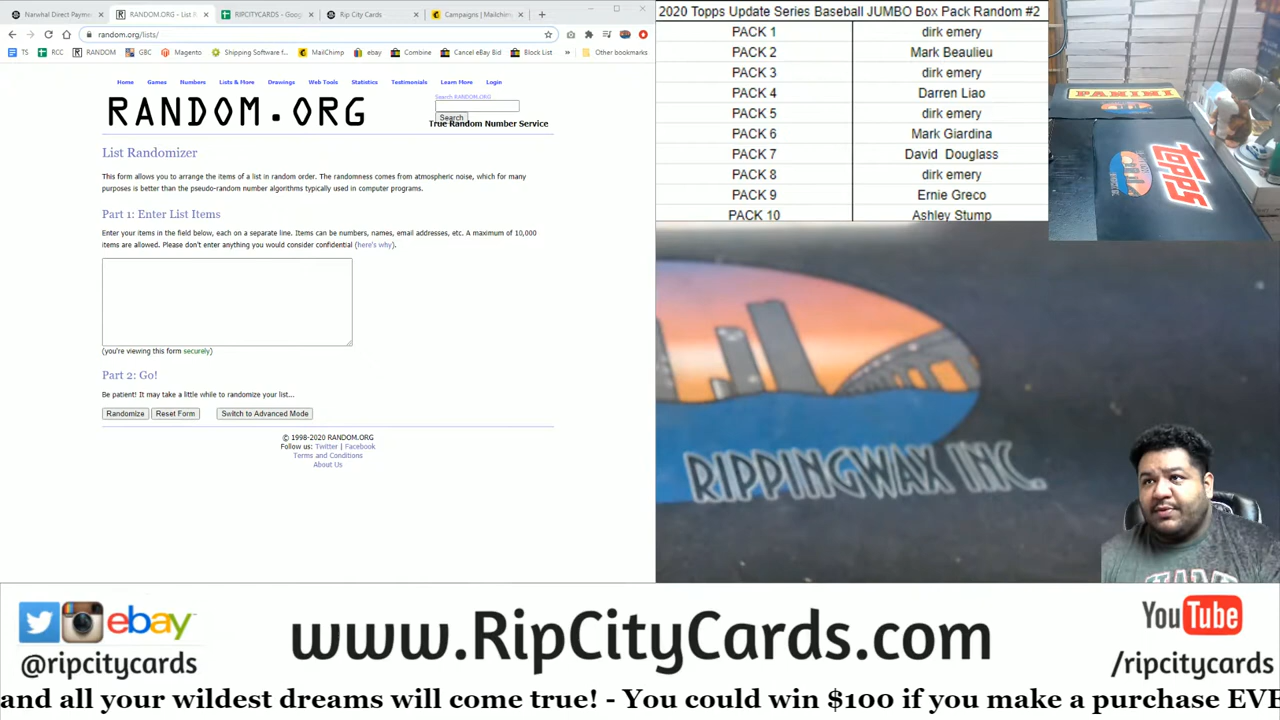 Narwhal Direct Payme
RANDOM.ORG - List R
RIPCITYCARDS - Goog
Rip City Cards
Campaigns | Mailchim
random.org/lists/
TS
RCC
RANDOM
GBC
Magento:
Shipping Software fo
MailChimp
ebay
Combine
Cancel eBay Bid
Block List
Other bookmarks
Home Games Numbers Lists & More Drawings Web Tools Statistics Testimonials Learn More Login
RANDOM.ORG
Search RANDOM.ORG
Search
True Random Number Service
List Randomizer
This form allows you to arrange the items of a list in random order. The randomness comes from atmospheric noise, which for many
purposes is better than the pseudo-random number algorithms typically used in computer programs.
Part 1: Enter List Items
Enter your items in the field below, each on a separate line. Items can be numbers, names, email addresses, etc. A maximum of 10,000
items are allowed. Please don't enter anything you would consider confidential (here's why).
(you're viewing this form securely)
Part 2: Go!
Be patient! It may take a little while to randomize your list...
Randomize Reset Form Switch to Advanced Mode
© 1998-2020 RANDOM.ORG
Follow us: Twitter | Facebook
Terms and Conditions
About Us
2020 Topps Update Series Baseball JUMBO Box Pack Random #2
PACK 1 dirk emery
PACK 2 Mark Beaulieu
PACK 3 dirk emery
PACK 4 Darren Liao
PACK 5 dirk emery
PACK 6 Mark Giardina
PACK 7 David Douglass
PACK 8 dirk emery
PACK 9 Ernie Greco
PACK 10 Ashley Stump
PANINI
topps
RIPPINGWAX INC.
ebay
@ripcitycards
www.RipCityCards.com
YouTube
/ripcitycards
and all your wildest dreams will come true! - You could win $100 if you make a purchase EVE